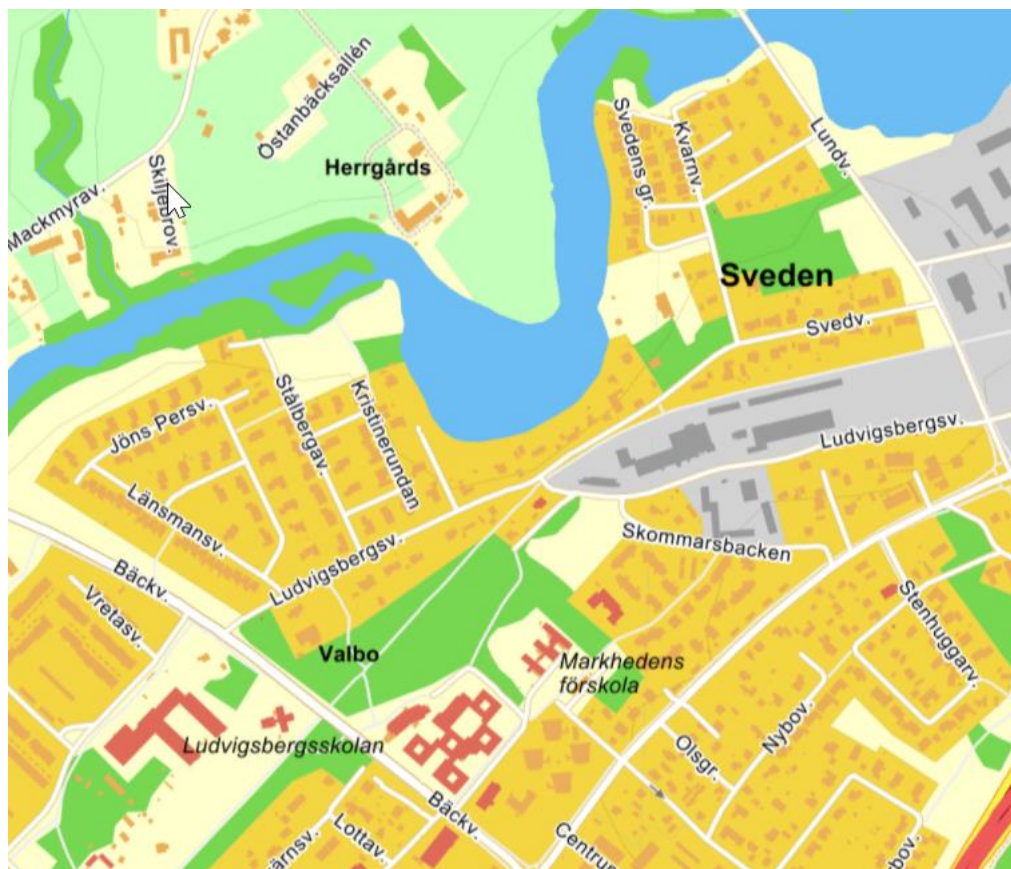 Östanbäcksallén
Svedens gr.
Kvarnv.
Lundv.
Herrgårds
Mackmyrav.
Skiljebrov.
Sveden
Svedv.
Jöns Persv.
Stålbergav.
Kristinerundan
Ludvigsbergsv.
Länsmansv.
Skommarsbacken
Ludvigsbergsv.
Bäckv.
Vretasv.
Stenhuggarv.
Valbo
Markhedens
förskola
Ludvigsbergsskolan
Olsgr.
Nybov.
Bäckv.
Lottav.